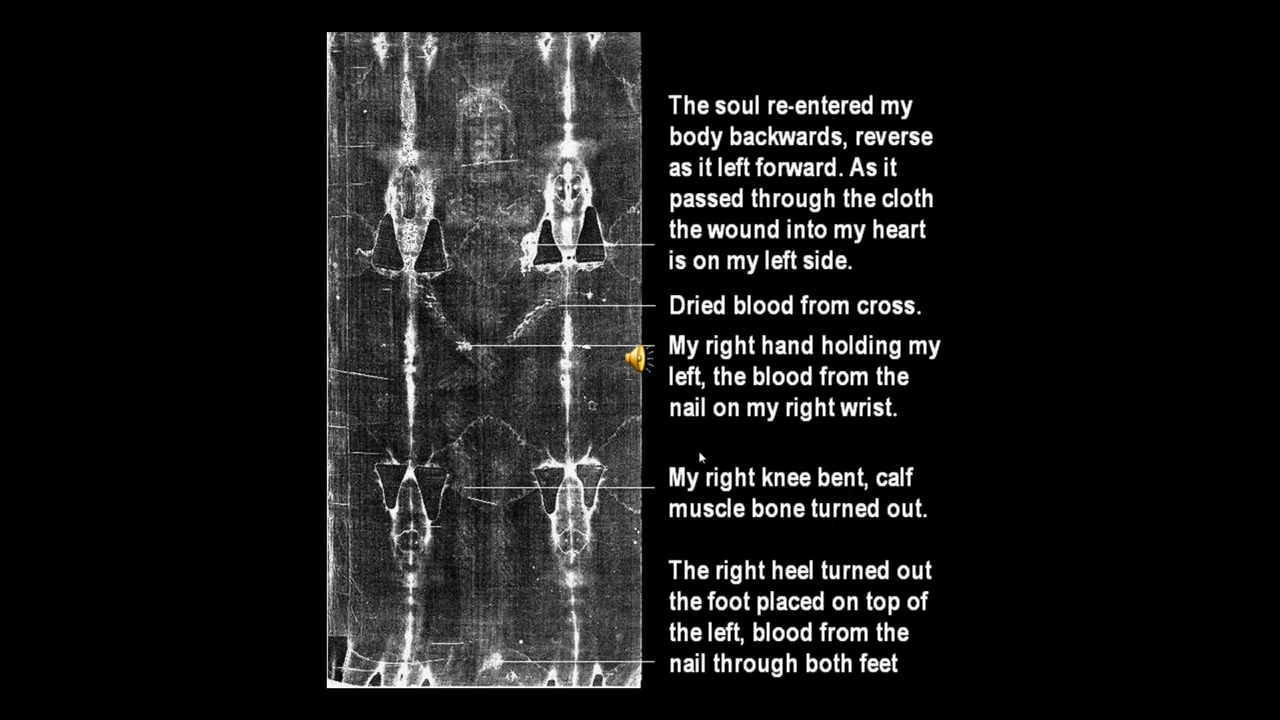 The soul re-entered my
body backwards, reverse
as it left forward. As it
passed through the cloth
the wound into my heart
is on my left side.
Dried blood from cross.
My right hand holding my
left, the blood from the
nail on my right wrist.
My right knee bent, calf
muscle bone turned out.
The right heel turned out
the foot placed on top of
the left, blood from the
nail through both feet